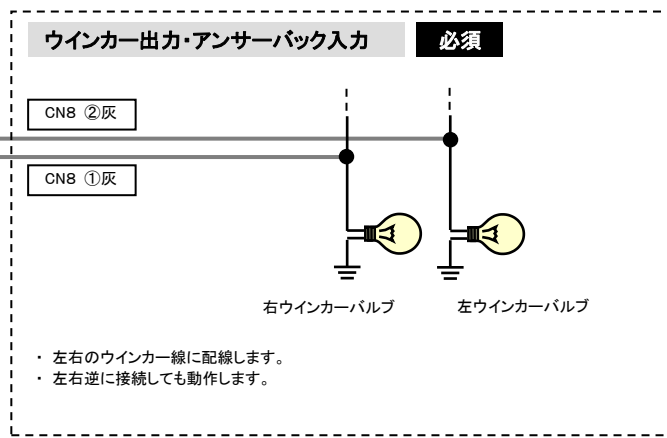 ウインカー出力・アンサーバック入力 必須
CN8 ②灰
CN8 ①灰
右ウインカーバルブ 左ウインカーバルブ
・ 左右のウインカー線に配線します。
・ 左右逆に接続しても動作します。